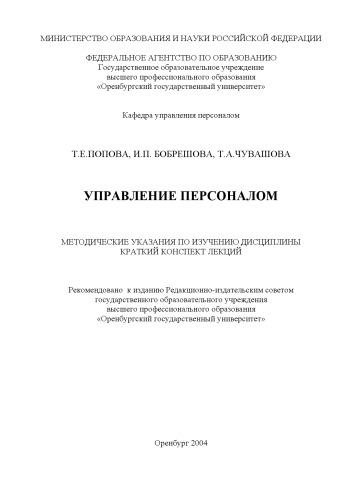 МИНИСТЕРСТВО ОБРАЗОВАНИЯ И НАУКИ РОССИЙСКОЙ ФЕДЕРАЦИИ
ФЕДЕРАЛЬНОЕ АГЕНТСТВО ПО ОБРАЗОВАНИЮ
Государственное образовательное учреждение
высшего профессионального образования
«Оренбургский государственный университет»
Кафедра управления персоналом
Т.Е.ПОПОВА, И.П. БОБРЕШОВА, Т.А.ЧУВАШОВА
УПРАВЛЕНИЕ ПЕРСОНАЛОМ
МЕТОДИЧЕСКИЕ УКАЗАНИЯ ПО ИЗУЧЕНИЮ ДИСЦИПЛИНЫ
КРАТКИЙ КОНСПЕКТ ЛЕКЦИЙ
Рекомендовано к изданию Редакционно-издательским советом
государственного образовательного учреждения
высшего профессионального образования
«Оренбургский государственный университет»
Оренбург 2004